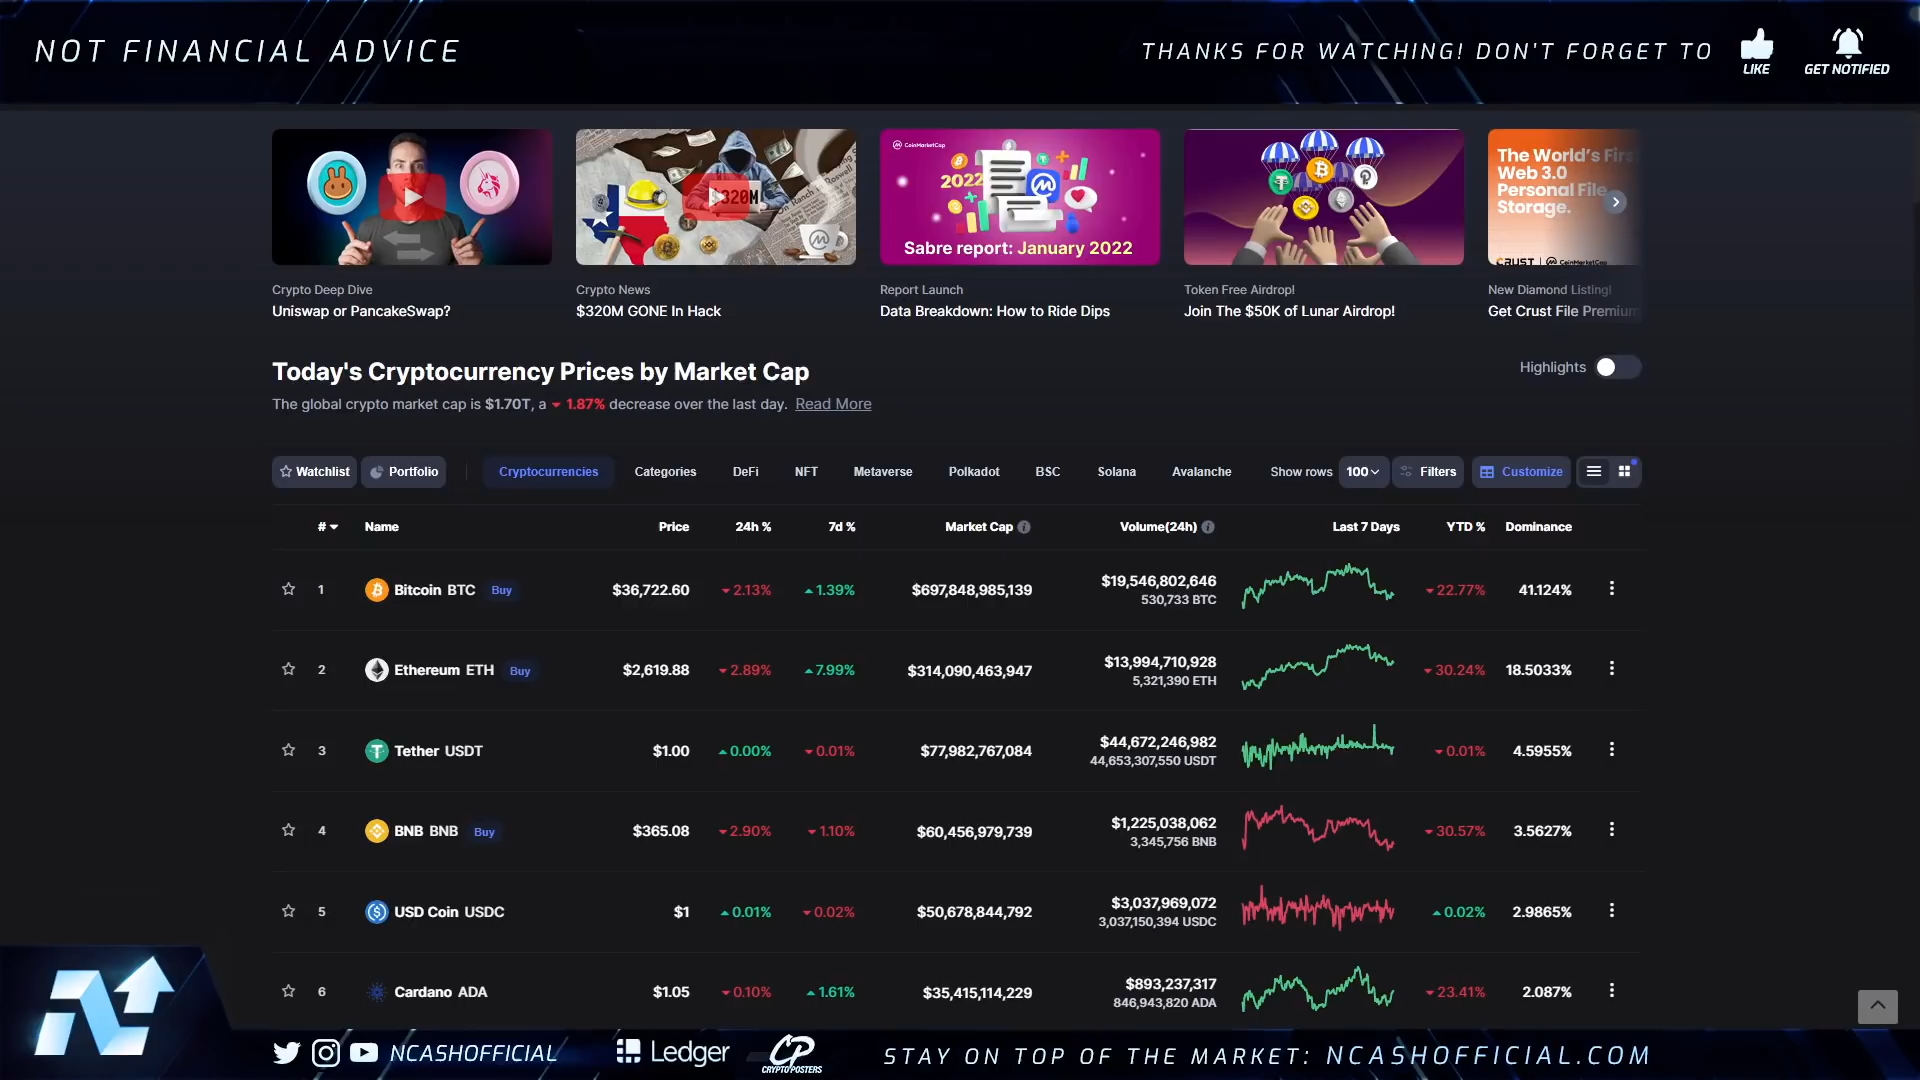 NOT FINANCIAL ADVICE
THANKS FOR WATCHING! DON'T FORGET TO
LIKE
GET NOTIFIED
$320M
CoinMarketCap
2022
Sabre report: January 2022
The World's Firs
Web 3.0
Personal File
Storage.
CRUST | CoinMarketCap
Crypto Deep Dive
Uniswap or PancakeSwap?
Crypto News
$320M GONE In Hack
Report Launch
Data Breakdown: How to Ride Dips
Token Free Airdrop!
Join The $50K of Lunar Airdrop!
New Diamond Listing!
Get Crust File Premium
Today's Cryptocurrency Prices by Market Cap
Highlights
The global crypto market cap is $1.70T, a 1.87% decrease over the last day. Read More
Watchlist Portfolio Cryptocurrencies Categories DeFi NFT Metaverse Polkadot BSC Solana Avalanche Show rows 100 Filters Customize
# Name Price 24h % 7d % Market Cap Volume(24h) Last 7 Days YTD % Dominance
1 Bitcoin BTC Buy $36,722.60 2.13% 1.39% $697,848,985,139 $19,546,802,646 22.77% 41.124%
530,733 BTC
2 Ethereum ETH Buy $2,619.88 2.89% 7.99% $314,090,463,947 $13,994,710,928 30.24% 18.5033%
5,321,390 ETH
3 Tether USDT $1.00 0.00% 0.01% $77,982,767,084 $44,672,246,982 0.01% 4.5955%
44,653,307,550 USDT
4 BNB BNB Buy $365.08 2.90% 1.10% $60,456,979,739 $1,225,038,062 30.57% 3.5627%
3,345,756 BNB
5 USD Coin USDC $1 0.01% 0.02% $50,678,844,792 $3,037,969,072 0.02% 2.9865%
3,037,150,394 USDC
6 Cardano ADA $1.05 0.10% 1.61% $35,415,114,229 $893,237,317 23.41% 2.087%
846,943,820 ADA
NCASHOFFICIAL
Ledger
CP
CRYPTO POSTERS
STAY ON TOP OF THE MARKET: NCASHOFFICIAL.COM